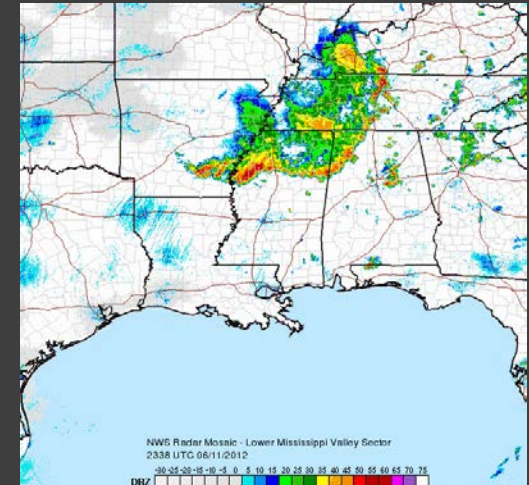 NWS Radar Mosaic - Lower Mississippi Valley Sector
2338 UTC 06/11/2012
DBZ -30 -25 -20 -15 -10 -5 0 5 10 15 20 25 30 35 40 45 50 55 60 65 70 75